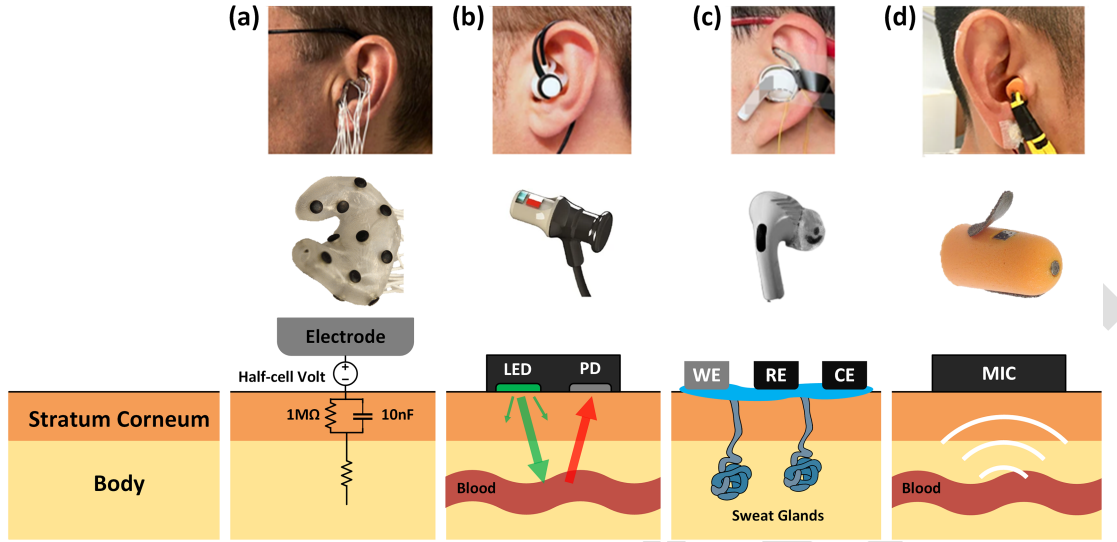 (a)
(b)
(c)
(d)
Electrode
Half-cell Volt
+
−
1MΩ
10nF
LED
PD
WE
RE
CE
MIC
Stratum Corneum
Body
Blood
Sweat Glands
Blood